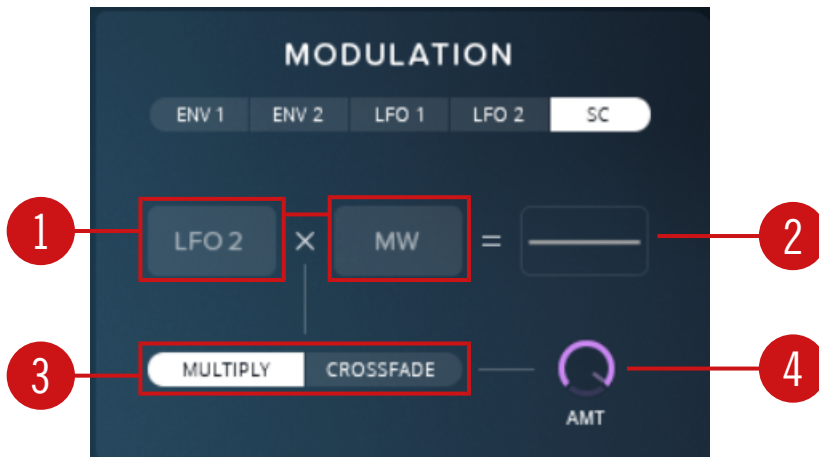 MODULATION
ENV 1 ENV 2 LFO 1 LFO 2 SC
1 LFO 2 × MW = 2
3 MULTIPLY CROSSFADE 4
AMT